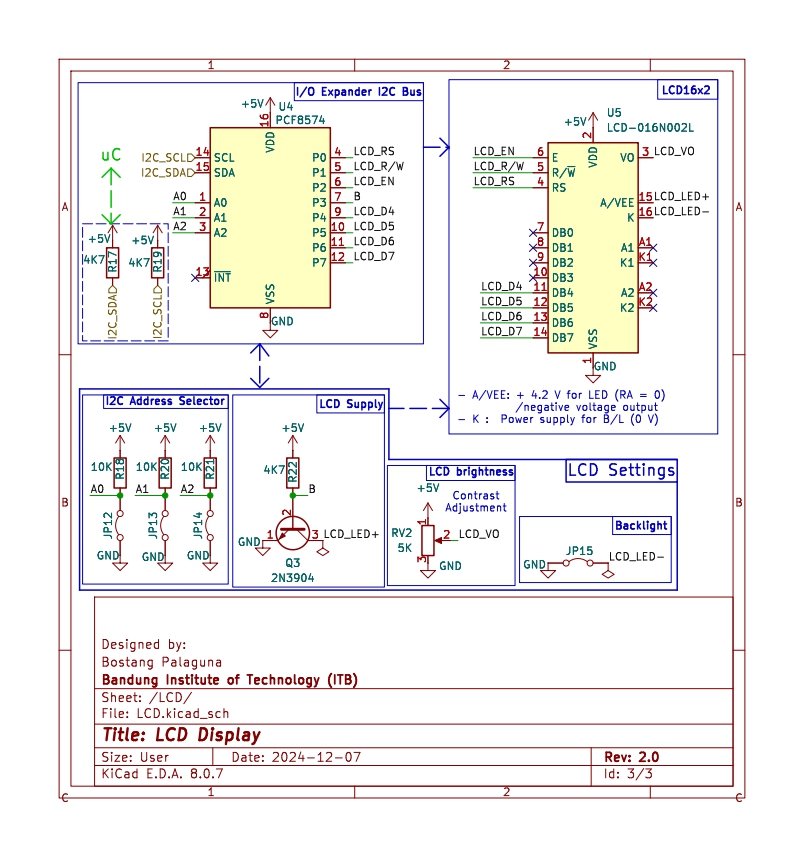 1
2
A
B
C
I/O Expander I2C Bus
+5V
U4
PCF8574
16
VDD
uC
I2C_SCL
14
SCL
I2C_SDA
15
SDA
A0
1
A0
A1
2
A1
A2
3
A2
13
INT
P0
4
LCD_RS
P1
5
LCD_R/W
P2
6
LCD_EN
P3
7
B
P4
9
LCD_D4
P5
10
LCD_D5
P6
11
LCD_D6
P7
12
LCD_D7
VSS
8
GND
+5V
+5V
4K7
R17
4K7
R19
I2C_SDA
I2C_SCL
LCD16x2
U5
LCD-016N002L
+5V
2
VDD
LCD_EN
6
E
LCD_R/W
5
R/W
LCD_RS
4
RS
7
DB0
8
DB1
9
DB2
10
DB3
LCD_D4
11
DB4
LCD_D5
12
DB5
LCD_D6
13
DB6
LCD_D7
14
DB7
VO
3
LCD_VO
A/VEE
15
LCD_LED+
K
16
LCD_LED-
A1
A1
K1
K1
A2
A2
K2
K2
VSS
1
GND
- A/VEE: + 4.2 V for LED (RA = 0)
/negative voltage output
- K : Power supply for B/L (0 V)
I2C Address Selector
+5V
+5V
+5V
10K
R18
10K
R20
10K
R21
A0
A1
A2
JP12
JP13
JP14
GND
GND
GND
LCD Supply
+5V
4K7
R22
B
2
1
3
LCD_LED+
GND
Q3
2N3904
LCD brightness
+5V
Contrast
Adjustment
RV2
5K
1
2
3
LCD_VO
GND
LCD Settings
Backlight
JP15
GND
LCD_LED-
Designed by:
Bostang Palaguna
Bandung Institute of Technology (ITB)
Sheet: /LCD/
File: LCD.kicad_sch
Title: LCD Display
Size: User
Date: 2024-12-07
Rev: 2.0
KiCad E.D.A. 8.0.7
Id: 3/3
1
2
A
B
C